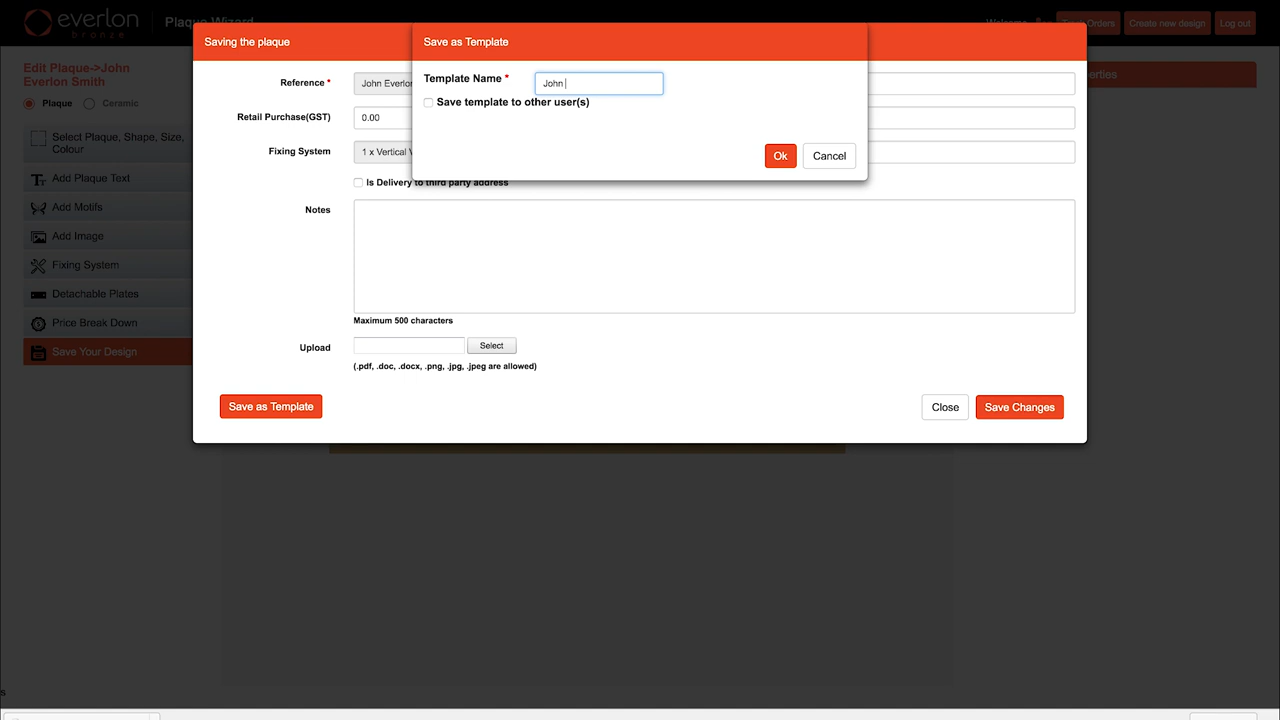 everlon
bronze
Plaque Wizard
Welcome
Track Orders
Create new design
Log out
Saving the plaque
Save as Template
Edit Plaque->John
Everlon Smith
Plaque
Ceramic
Select Plaque, Shape, Size,
Colour
Add Plaque Text
Add Motifs
Add Image
Fixing System
Detachable Plates
Price Break Down
Save Your Design
Template Name *
John
Save template to other user(s)
Ok
Cancel
Reference *
John Everlon
Retail Purchase(GST)
0.00
Fixing System
1 x Vertical
Is Delivery to third party address
Notes
Maximum 500 characters
Upload
Select
(.pdf, .doc, .docx, .png, .jpg, .jpeg are allowed)
Save as Template
Close
Save Changes